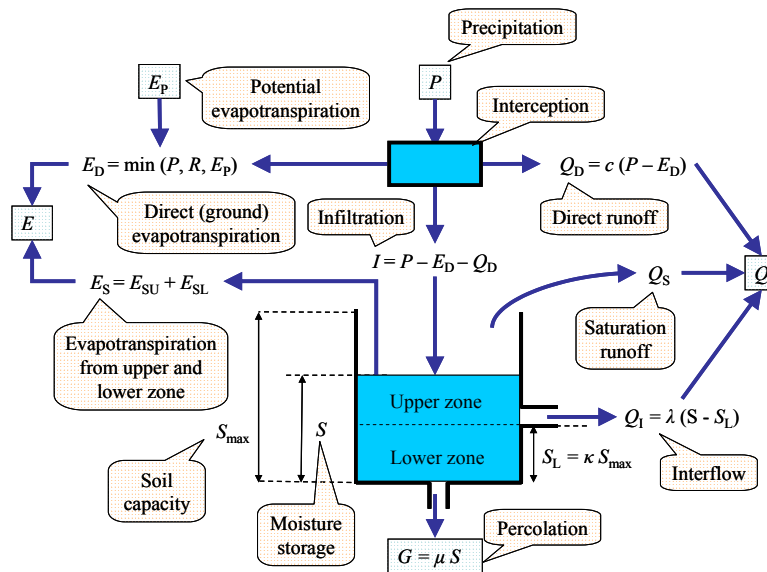 Precipitation
E_P
Potential
evapotranspiration
P
Interception
E_D = min (P, R, E_P)
Q_D = c (P – E_D)
Direct (ground)
evapotranspiration
E
Infiltration
Direct runoff
I = P – E_D – Q_D
E_S = E_SU + E_SL
Q_S
Q
Evapotranspiration
from upper and
lower zone
Saturation
runoff
Upper zone
S_max
S
Q_I = λ (S - S_L)
Lower zone
S_L = κ S_max
Interflow
Soil
capacity
Moisture
storage
Percolation
G = μ S